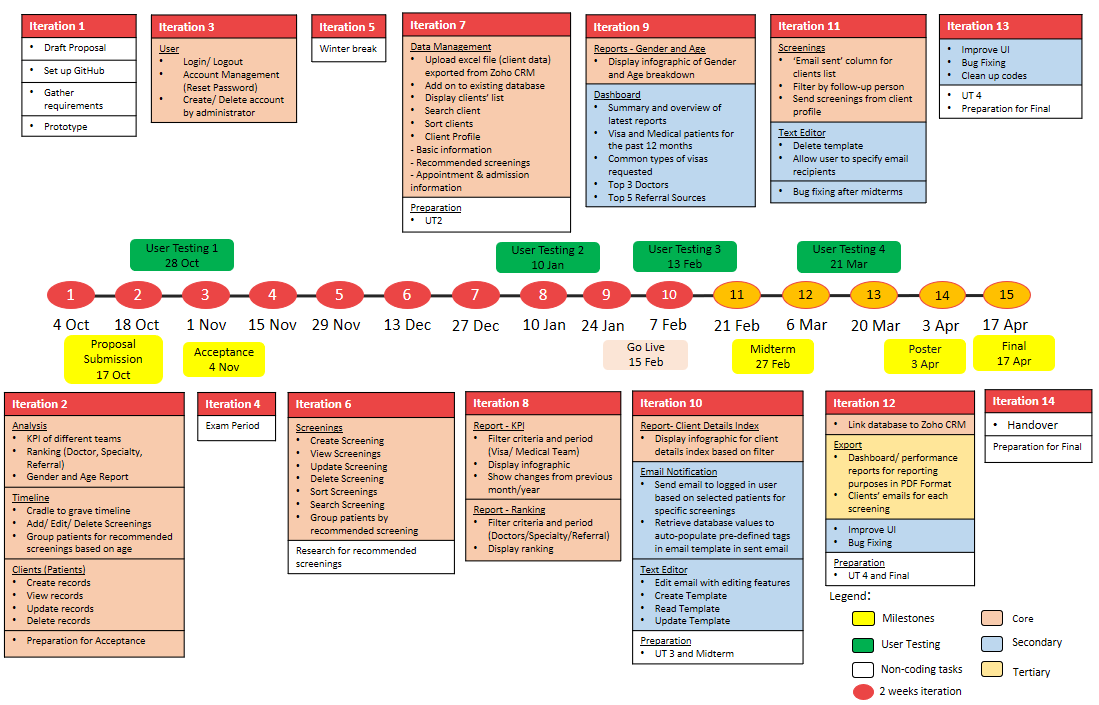 Iteration 1
• Draft Proposal
• Set up GitHub
• Gather
requirements
• Prototype
Iteration 3
User
• Login/ Logout
• Account Management
(Reset Password)
• Create/ Delete account
by administrator
Iteration 5
Winter break
Iteration 7
Data Management
• Upload excel file (client data)
exported from Zoho CRM
• Add on to existing database
• Display clients' list
• Search client
• Sort clients
• Client Profile
- Basic information
- Recommended screenings
- Appointment & admission
information
Preparation
• UT2
Iteration 9
Reports - Gender and Age
• Display infographic of Gender
and Age breakdown
Dashboard
• Summary and overview of
latest reports
• Visa and Medical patients for
the past 12 months
• Common types of visas
requested
• Top 3 Doctors
• Top 5 Referral Sources
Iteration 11
Screenings
• 'Email sent' column for
clients list
• Filter by follow-up person
• Send screenings from client
profile
Text Editor
• Delete template
• Allow user to specify email
recipients
• Bug fixing after midterms
Iteration 13
• Improve UI
• Bug Fixing
• Clean up codes
• UT 4
• Preparation for Final
User Testing 1
28 Oct
User Testing 2
10 Jan
User Testing 3
13 Feb
User Testing 4
21 Mar
1 2 3 4 5 6 7 8 9 10 11 12 13 14 15
4 Oct 18 Oct 1 Nov 15 Nov 29 Nov 13 Dec 27 Dec 10 Jan 24 Jan 7 Feb 21 Feb 6 Mar 20 Mar 3 Apr 17 Apr
Proposal
Submission
17 Oct
Acceptance
4 Nov
Go Live
15 Feb
Midterm
27 Feb
Poster
3 Apr
Final
17 Apr
Iteration 2
Analysis
• KPI of different teams
• Ranking (Doctor, Specialty,
Referral)
• Gender and Age Report
Timeline
• Cradle to grave timeline
• Add/ Edit/ Delete Screenings
• Group patients for recommended
screenings based on age
Clients (Patients)
• Create records
• View records
• Update records
• Delete records
• Preparation for Acceptance
Iteration 4
Exam Period
Iteration 6
Screenings
• Create Screening
• View Screenings
• Update Screening
• Delete Screening
• Sort Screenings
• Search Screening
• Group patients by
recommended screening
Research for recommended
screenings
Iteration 8
Report - KPI
• Filter criteria and period
(Visa/ Medical Team)
• Display infographic
• Show changes from previous
month/year
Report - Ranking
• Filter criteria and period
(Doctors/Specialty/Referral)
• Display ranking
Iteration 10
Report- Client Details Index
• Display infographic for client
details index based on filter
Email Notification
• Send email to logged in user
based on selected patients for
specific screenings
• Retrieve database values to
auto-populate pre-defined tags
in email template in sent email
Text Editor
• Edit email with editing features
• Create Template
• Read Template
• Update Template
Preparation
• UT 3 and Midterm
Iteration 12
• Link database to Zoho CRM
Export
• Dashboard/ performance
reports for reporting
purposes in PDF Format
• Clients' emails for each
screening
• Improve UI
• Bug Fixing
Preparation
• UT 4 and Final
Iteration 14
• Handover
Preparation for Final
Legend:
Milestones
User Testing
Non-coding tasks
2 weeks iteration
Core
Secondary
Tertiary